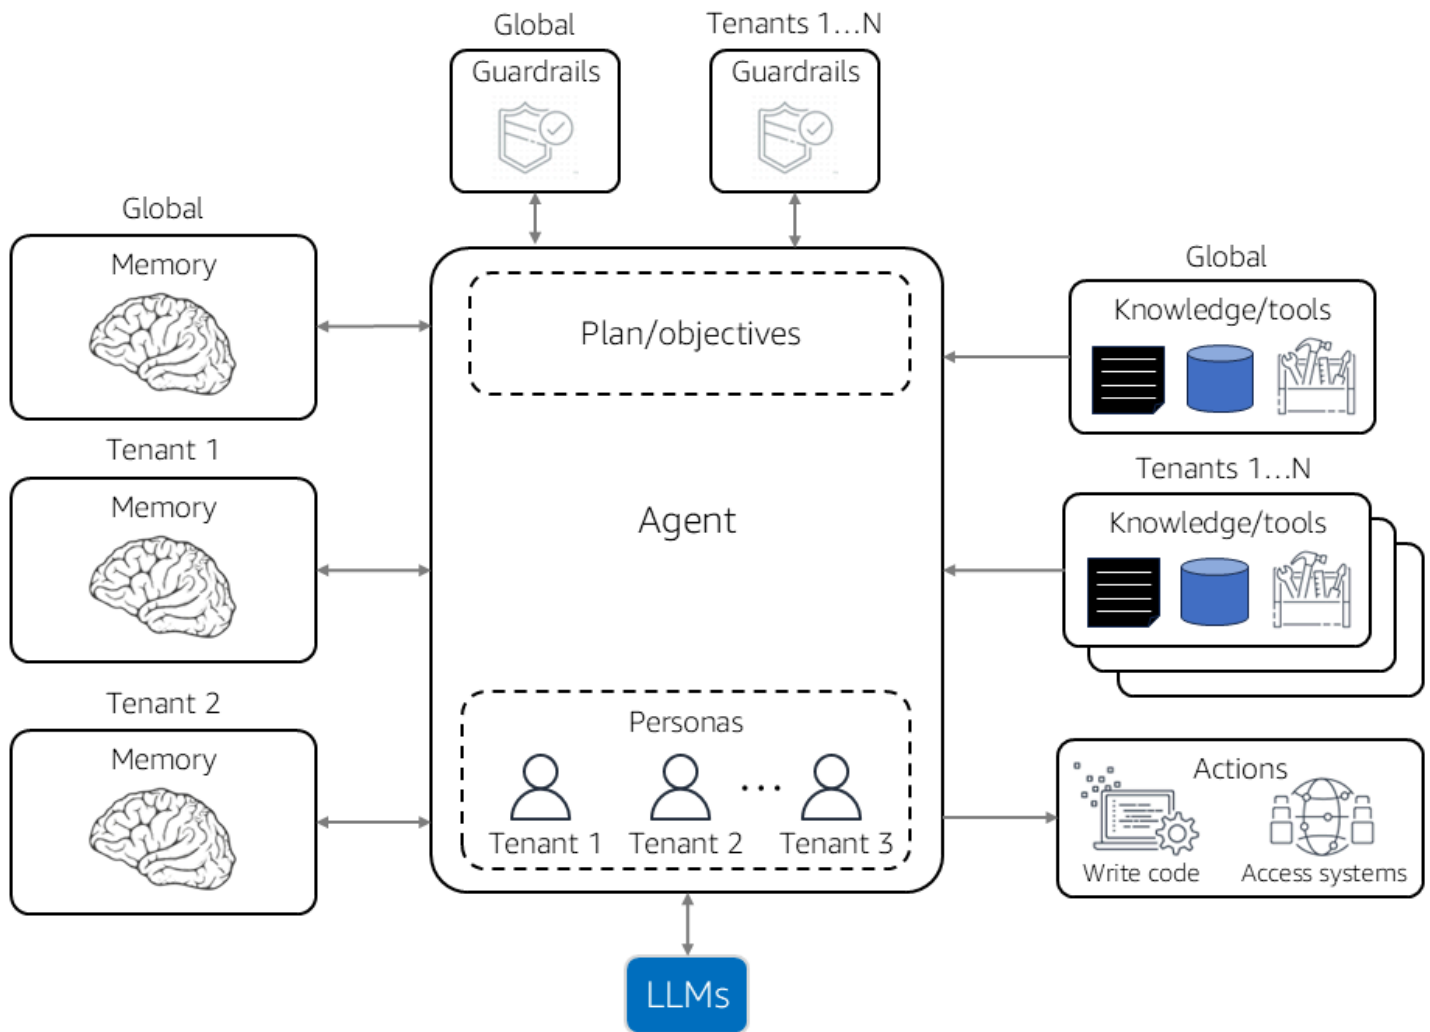 Global
Guardrails
Tenants 1...N
Guardrails
Global
Memory
Tenant 1
Memory
Tenant 2
Memory
Plan/objectives
Agent
Personas
Tenant 1
Tenant 2
...
Tenant 3
LLMs
Global
Knowledge/tools
Tenants 1...N
Knowledge/tools
Actions
Write code
Access systems